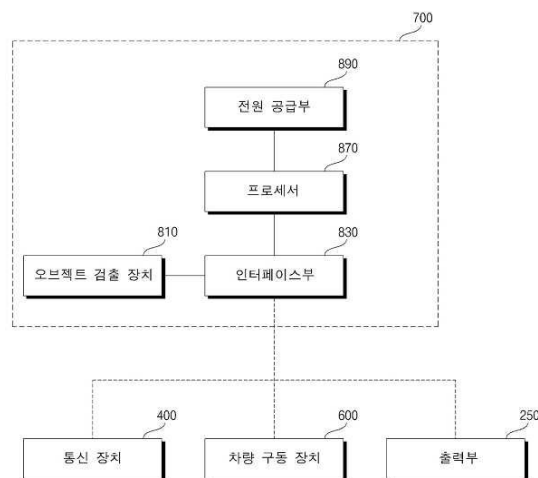 700
890
전원 공급부
870
프로세서
810
830
오브젝트 검출 장치
인터페이스부
400
600
250
통신 장치
차량 구동 장치
출력부